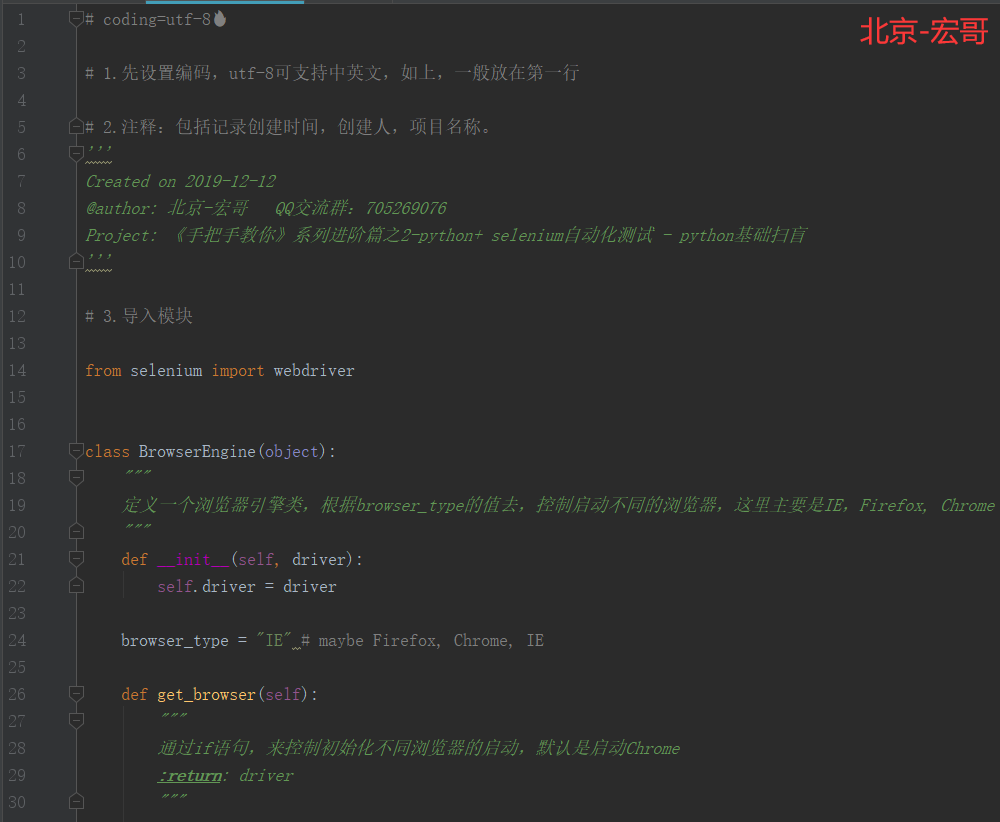 北京-宏哥
1 # coding=utf-8
2
3 # 1.先设置编码，utf-8可支持中英文，如上，一般放在第一行
4
5 # 2.注释：包括记录创建时间，创建人，项目名称。
6 '''
7 Created on 2019-12-12
8 @author: 北京-宏哥   QQ交流群：705269076
9 Project: 《手把手教你》系列进阶篇之2-python+ selenium自动化测试 - python基础扫盲
10 '''
11
12 # 3.导入模块
13
14 from selenium import webdriver
15
16
17 class BrowserEngine(object):
18     """
19     定义一个浏览器引擎类，根据browser_type的值去，控制启动不同的浏览器，这里主要是IE，Firefox, Chrome
20     """
21     def __init__(self, driver):
22         self.driver = driver
23
24     browser_type = "IE" # maybe Firefox, Chrome, IE
25
26     def get_browser(self):
27         """
28         通过if语句，来控制初始化不同浏览器的启动，默认是启动Chrome
29         :return: driver
30         """